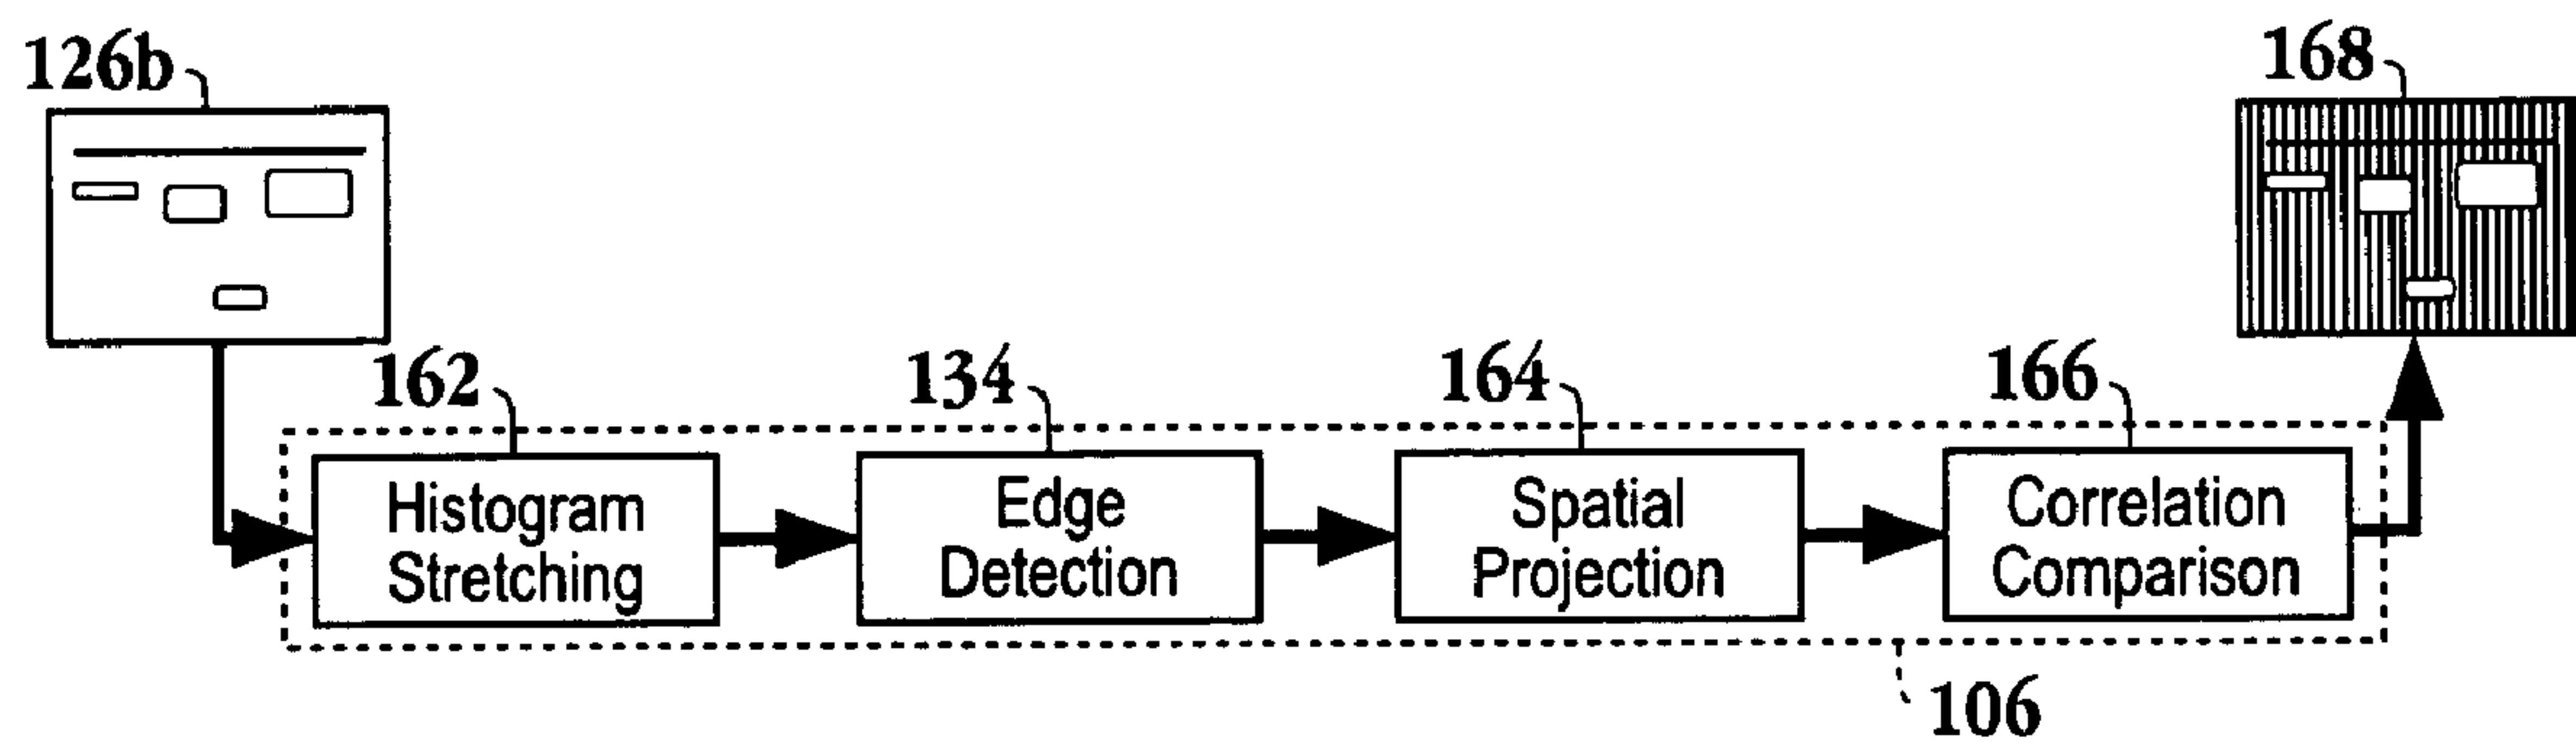 126b
168
162
134
164
166
Histogram
Stretching
Edge
Detection
Spatial
Projection
Correlation
Comparison
106